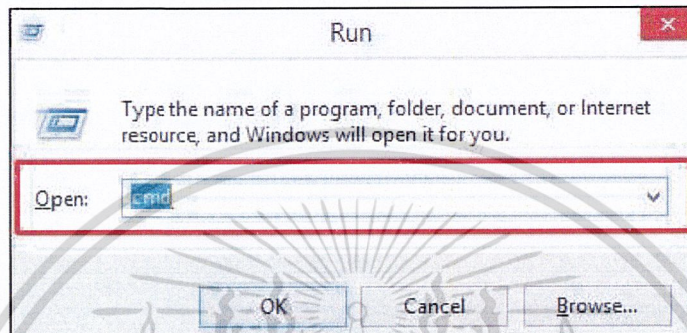 Run
Type the name of a program, folder, document, or Internet
resource, and Windows will open it for you.
Open: cmd
OK Cancel Browse...